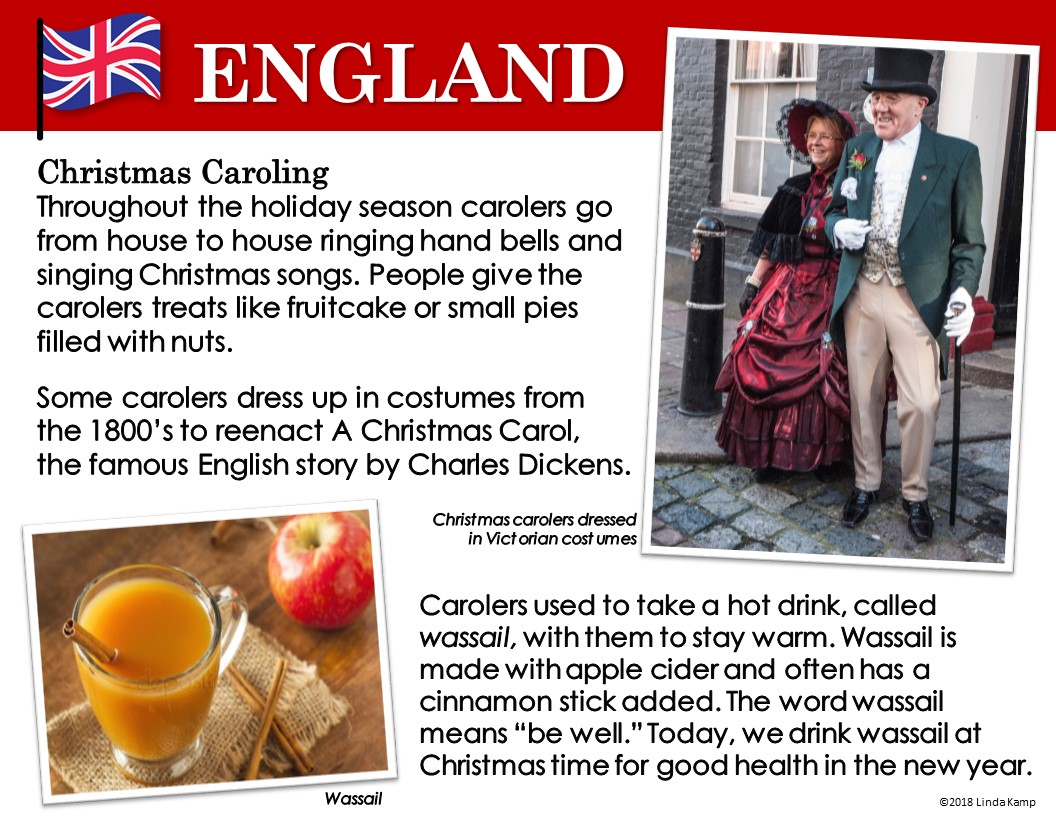 ENGLAND
Christmas Caroling
Throughout the holiday season carolers go
from house to house ringing hand bells and
singing Christmas songs. People give the
carolers treats like fruitcake or small pies
filled with nuts.
Some carolers dress up in costumes from
the 1800's to reenact A Christmas Carol,
the famous English story by Charles Dickens.
Christmas carolers dressed
in Victorian costumes
Carolers used to take a hot drink, called
wassail, with them to stay warm. Wassail is
made with apple cider and often has a
cinnamon stick added. The word wassail
means “be well.” Today, we drink wassail at
Christmas time for good health in the new year.
Wassail
©2018 Linda Kamp